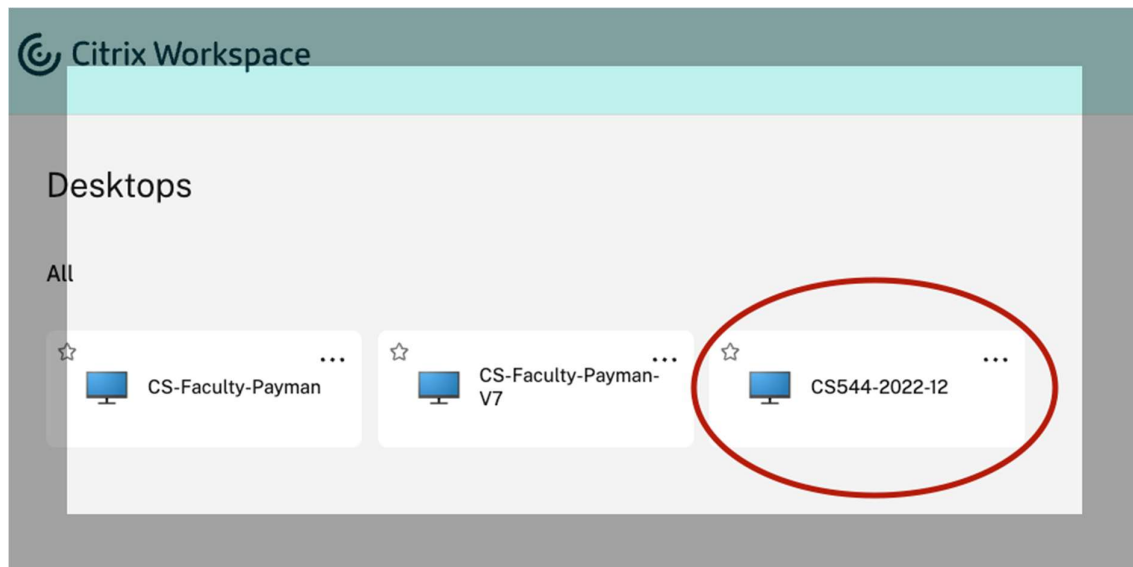 Citrix Workspace
Desktops
All
CS-Faculty-Payman
CS-Faculty-Payman-
V7
CS544-2022-12